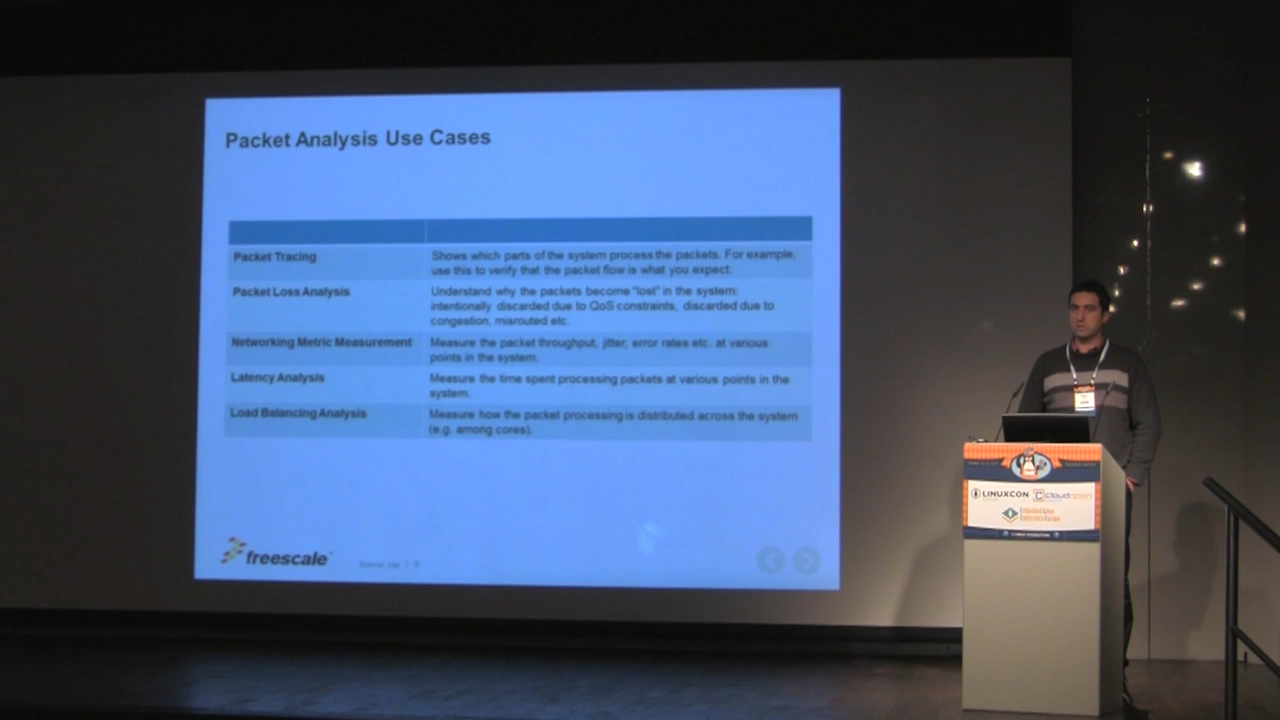 Packet Analysis Use Cases
Packet Tracing
Shows which parts of the system process the packets. For example,
use this to verify that the packet flow is what you expect.
Packet Loss Analysis
Understand why the packets become "lost" in the system:
intentionally discarded due to QoS constraints, discarded due to
congestion, misrouted etc.
Networking Metric Measurement
Measure the packet throughput, jitter, error rates etc. at various
points in the system.
Latency Analysis
Measure the time spent processing packets at various points in the
system.
Load Balancing Analysis
Measure how the packet processing is distributed across the system
(e.g. among cores).
freescale
External Use |
LINUXCON
cloudopen